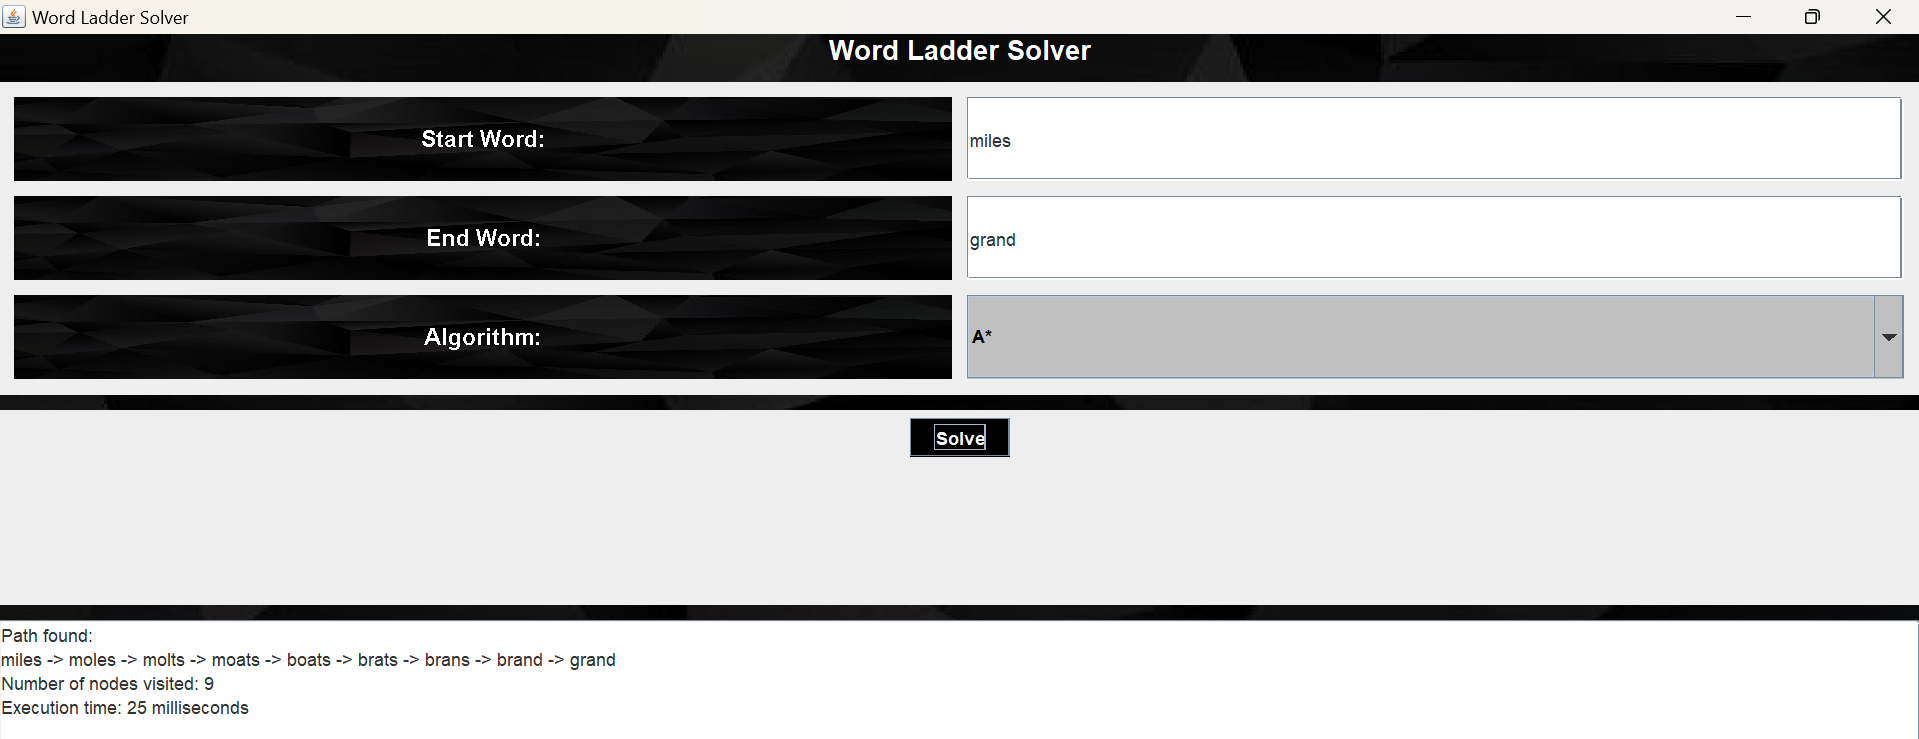 Word Ladder Solver
Word Ladder Solver
Start Word:
miles
End Word:
grand
Algorithm:
A*
Solve
Path found:
miles -> moles -> molts -> moats -> boats -> brats -> brans -> brand -> grand
Number of nodes visited: 9
Execution time: 25 milliseconds